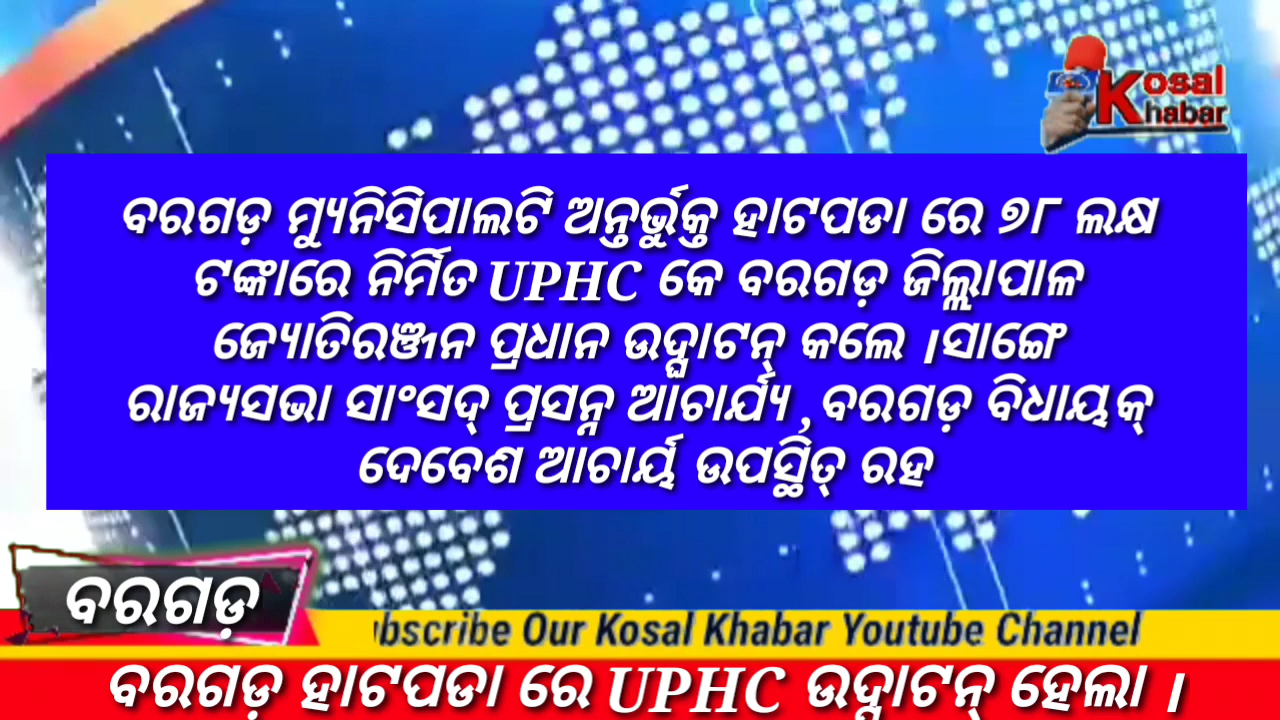 Kosal
Khabar
ବରଗଡ଼ ମ୍ୟୁନିସିପାଲଟି ଅନ୍ତର୍ଭୁକ୍ତ ହାଟପଡା ରେ ୭୮ ଲକ୍ଷ
ଟଙ୍କାରେ ନିର୍ମିତ UPHC କେ ବରଗଡ଼ ଜିଲ୍ଲାପାଳ
ଜ୍ୟୋତିରଞ୍ଜନ ପ୍ରଧାନ ଉଦ୍ଘାଟନ୍ କଲେ ।ସାଙ୍ଗେ
ରାଜ୍ୟସଭା ସାଂସଦ୍ ପ୍ରସନ୍ନ ଆଚାର୍ଯ୍ୟ , ବରଗଡ଼ ବିଧାୟକ୍
ଦେବେଶ ଆଚାର୍ୟ ଉପସ୍ଥିତ୍ ରହ
ବରଗଡ଼
ubscribe Our Kosal Khabar Youtube Channel
ବରଗଡ଼ ହାଟପଡା ରେ UPHC ଉଦ୍ଘାଟନ୍ ହେଲା ।